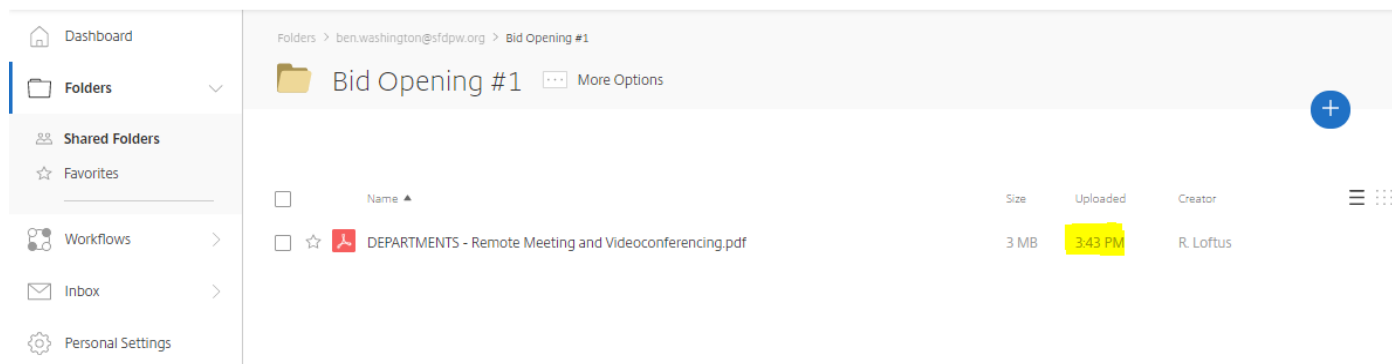 Dashboard
Folders
Shared Folders
Favorites
Workflows
Inbox
Personal Settings
Folders > ben.washington@sfdpw.org > Bid Opening #1
Bid Opening #1 ... More Options
+
Name ▲ Size Uploaded Creator
DEPARTMENTS - Remote Meeting and Videoconferencing.pdf 3 MB 3:43 PM R. Loftus